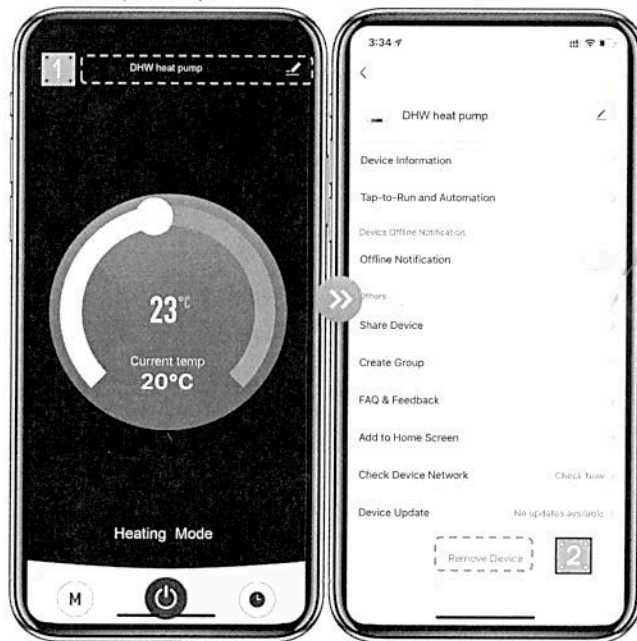 1
DHW heat pump
23°C
Current temp
20°C
Heating Mode
M
3:34
DHW heat pump
Device Information
Tap-to-Run and Automation
Device Offline Notification
Offline Notification
Others
Share Device
Create Group
FAQ & Feedback
Add to Home Screen
Check Device Network Check Now
Device Update No updates available
Remove Device
2